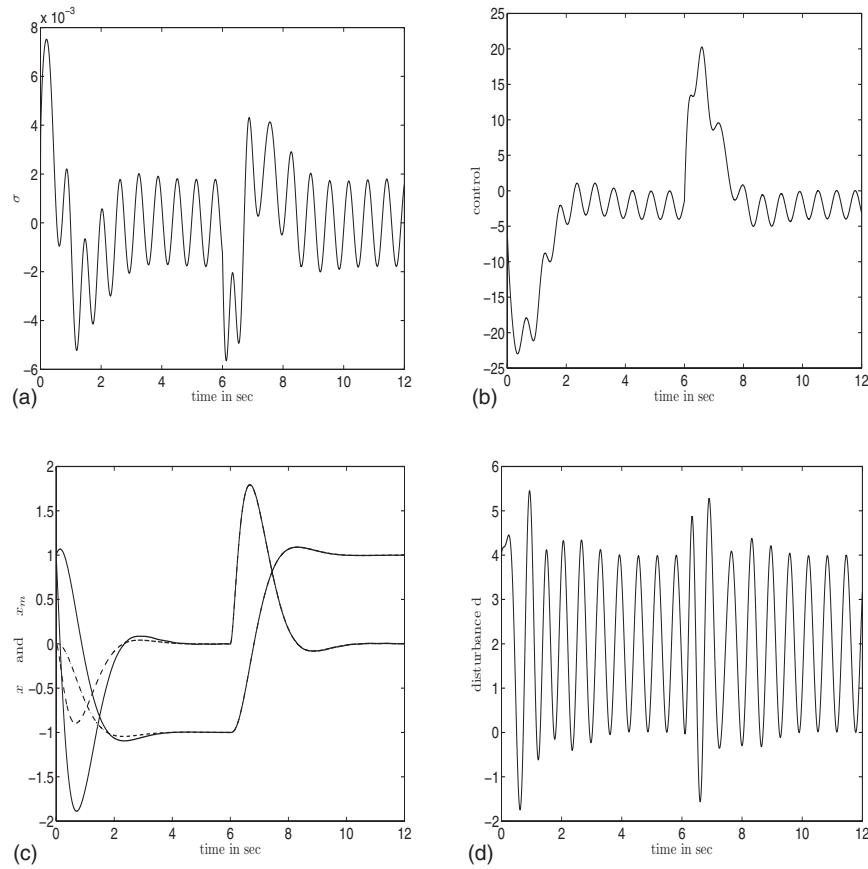 x 10⁻³
8
6
4
2
0
−2
−4
−6
σ
0 2 4 6 8 10 12
time in sec
(a)
25
20
15
10
5
0
−5
−10
−15
−20
−25
control
0 2 4 6 8 10 12
time in sec
(b)
2
1.5
1
0.5
0
−0.5
−1
−1.5
−2
x and xₘ
0 2 4 6 8 10 12
time in sec
(c)
6
5
4
3
2
1
0
−1
−2
disturbance d
0 2 4 6 8 10 12
time in sec
(d)